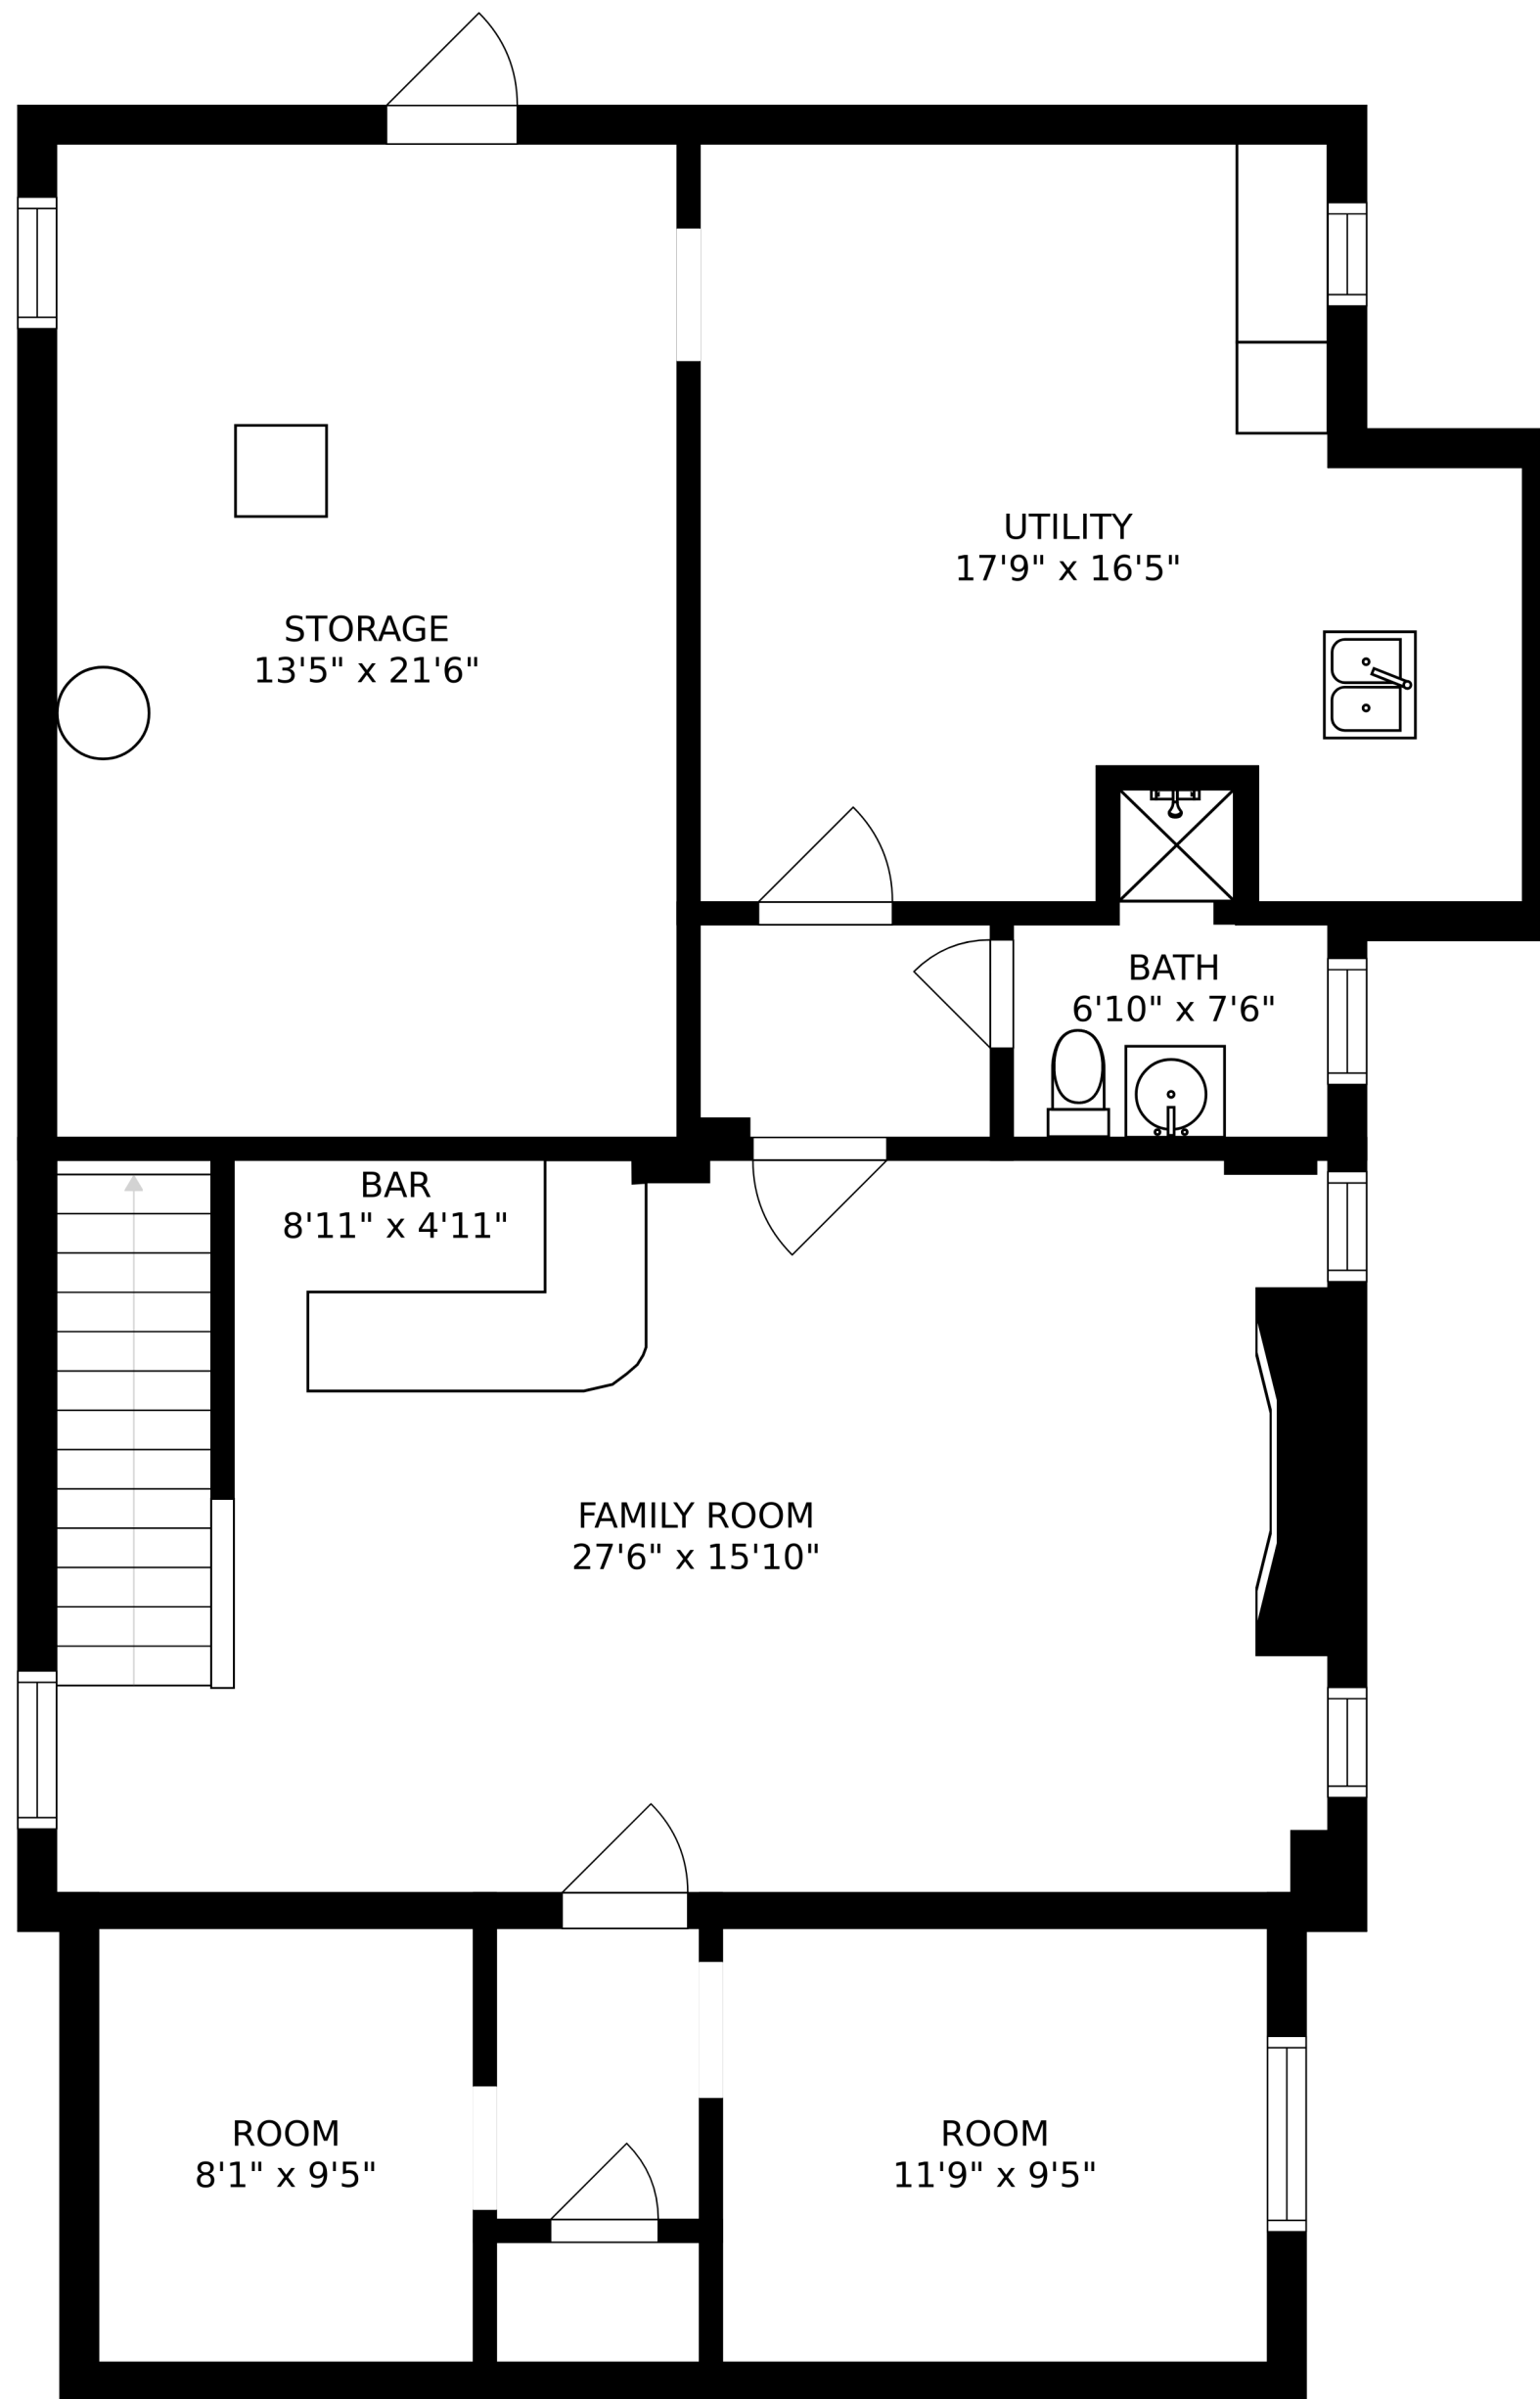 UTILITY
17'9" x 16'5"
STORAGE
13'5" x 21'6"
BATH
6'10" x 7'6"
BAR
8'11" x 4'11"
FAMILY ROOM
27'6" x 15'10"
ROOM
8'1" x 9'5"
ROOM
11'9" x 9'5"